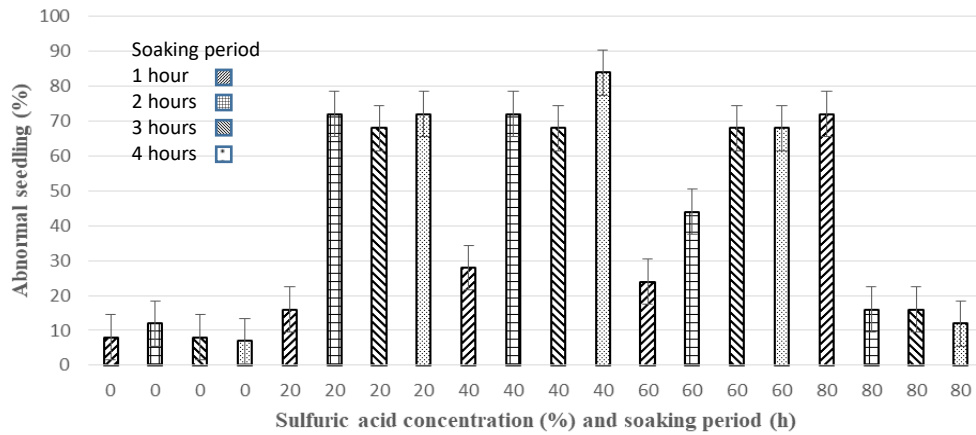 100
90
80
70
60
50
40
30
20
10
0
Abnormal seedling (%)
Soaking period
1 hour
2 hours
3 hours
4 hours
0 0 0 0 20 20 20 20 40 40 40 40 60 60 60 60 80 80 80 80
Sulfuric acid concentration (%) and soaking period (h)